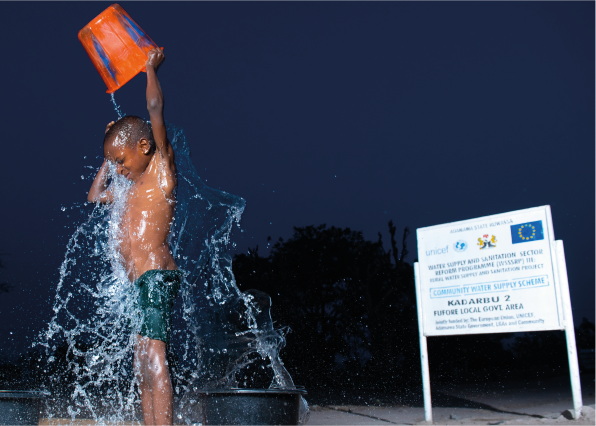 ADAMAWA STATE RUWASA
unicef
WATER SUPPLY AND SANITATION SECTOR
REFORM PROGRAMME (WSSSRP) III:
RURAL WATER SUPPLY AND SANITATION PROJECT
COMMUNITY WATER SUPPLY SCHEME
KADARBU 2
FUFORE LOCAL GOVT. AREA
Jointly funded by The European Union, UNICEF,
Adamawa State Government, LGAs and Community